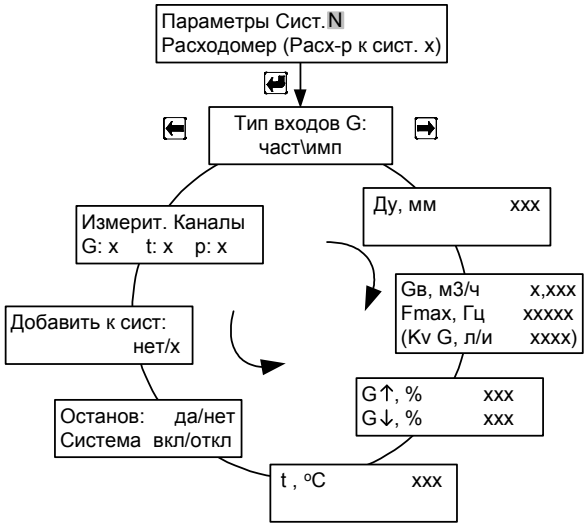 Параметры Сист.N
Расходомер (Расх-р к сист. х)
Тип входов G:
част\имп
Ду, мм xxx
Измерит. Каналы
G: x t: x p: x
Gв, м3/ч x,xxx
Fmax, Гц xxxxx
(Kv G, л/и xxxx)
Добавить к сист:
нет/х
G↑, % xxx
G↓, % xxx
Останов: да/нет
Система вкл/откл
t , ºC xxx